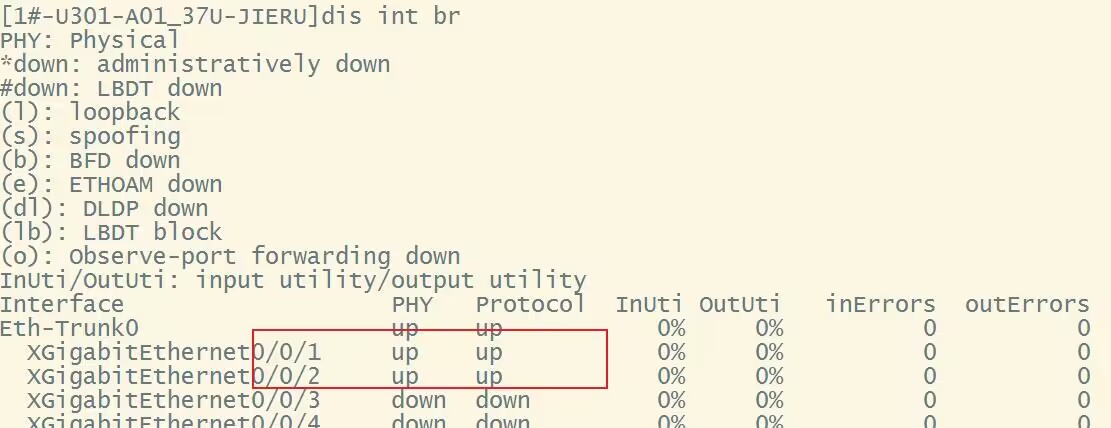 [1#-U301-A01_37U-JIERU]dis int br
PHY: Physical
*down: administratively down
#down: LBDT down
(l): loopback
(s): spoofing
(b): BFD down
(e): ETHOAM down
(dl): DLDP down
(lb): LBDT block
(o): Observe-port forwarding down
InUti/OutUti: input utility/output utility
Interface PHY Protocol InUti OutUti inErrors outErrors
Eth-Trunk0 up up 0% 0% 0 0
XGigabitEthernet0/0/1 up up 0% 0% 0 0
XGigabitEthernet0/0/2 up up 0% 0% 0 0
XGigabitEthernet0/0/3 down down 0% 0% 0 0
XGigabitEthernet0/0/4 down down 0% 0% 0 0